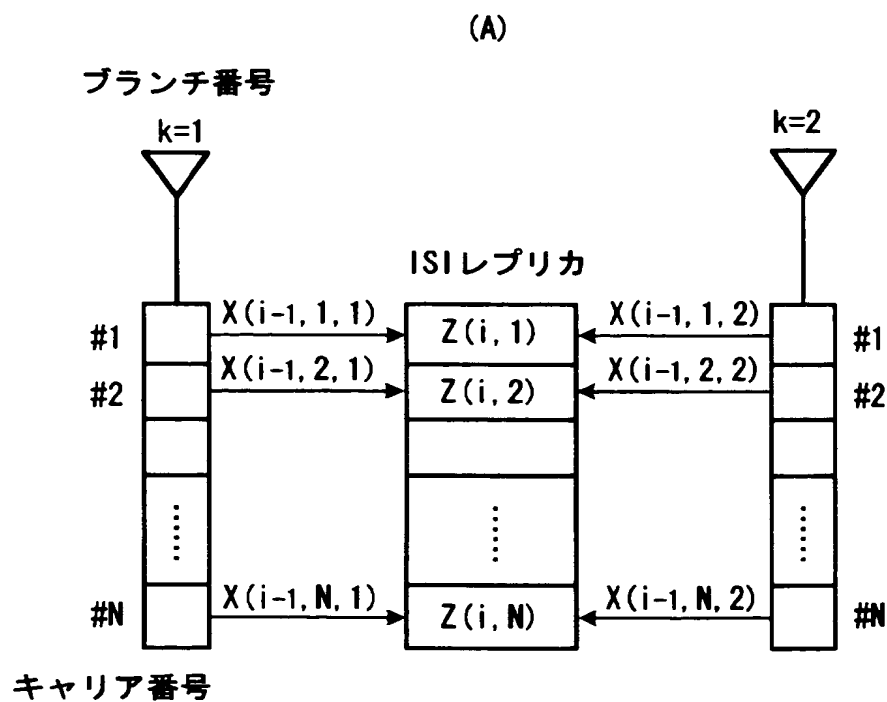 (A)
ブランチ番号
k=1
k=2
ISIレプリカ
#1 X(i-1, 1, 1) Z(i, 1) X(i-1, 1, 2) #1
#2 X(i-1, 2, 1) Z(i, 2) X(i-1, 2, 2) #2
...... ...... ......
#N X(i-1, N, 1) Z(i, N) X(i-1, N, 2) #N
キャリア番号